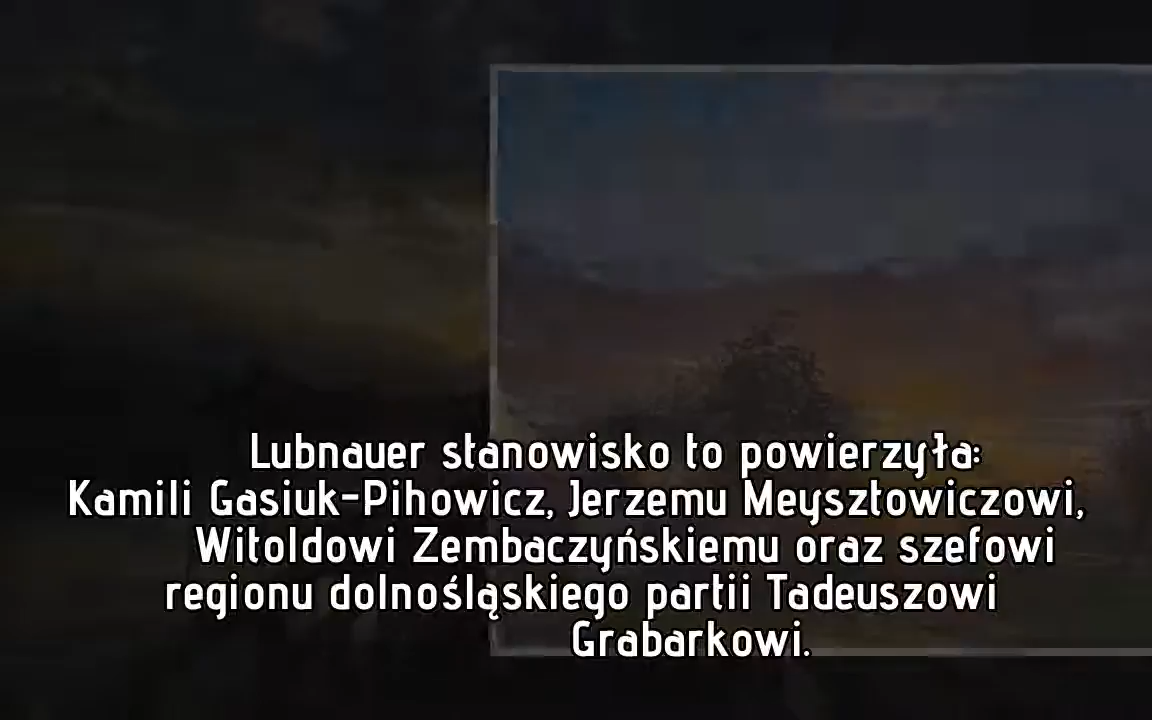 Lubnauer stanowisko to powierzyła:
Kamili Gasiuk-Pihowicz, Jerzemu Meysztowiczowi,
Witoldowi Zembaczyńskiemu oraz szefowi
regionu dolnośląskiego partii Tadeuszowi
Grabarkowi.